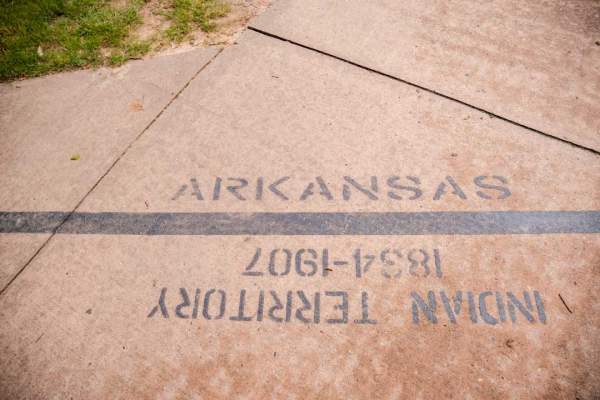 ARKANSAS
INDIAN TERRITORY
1834-1907